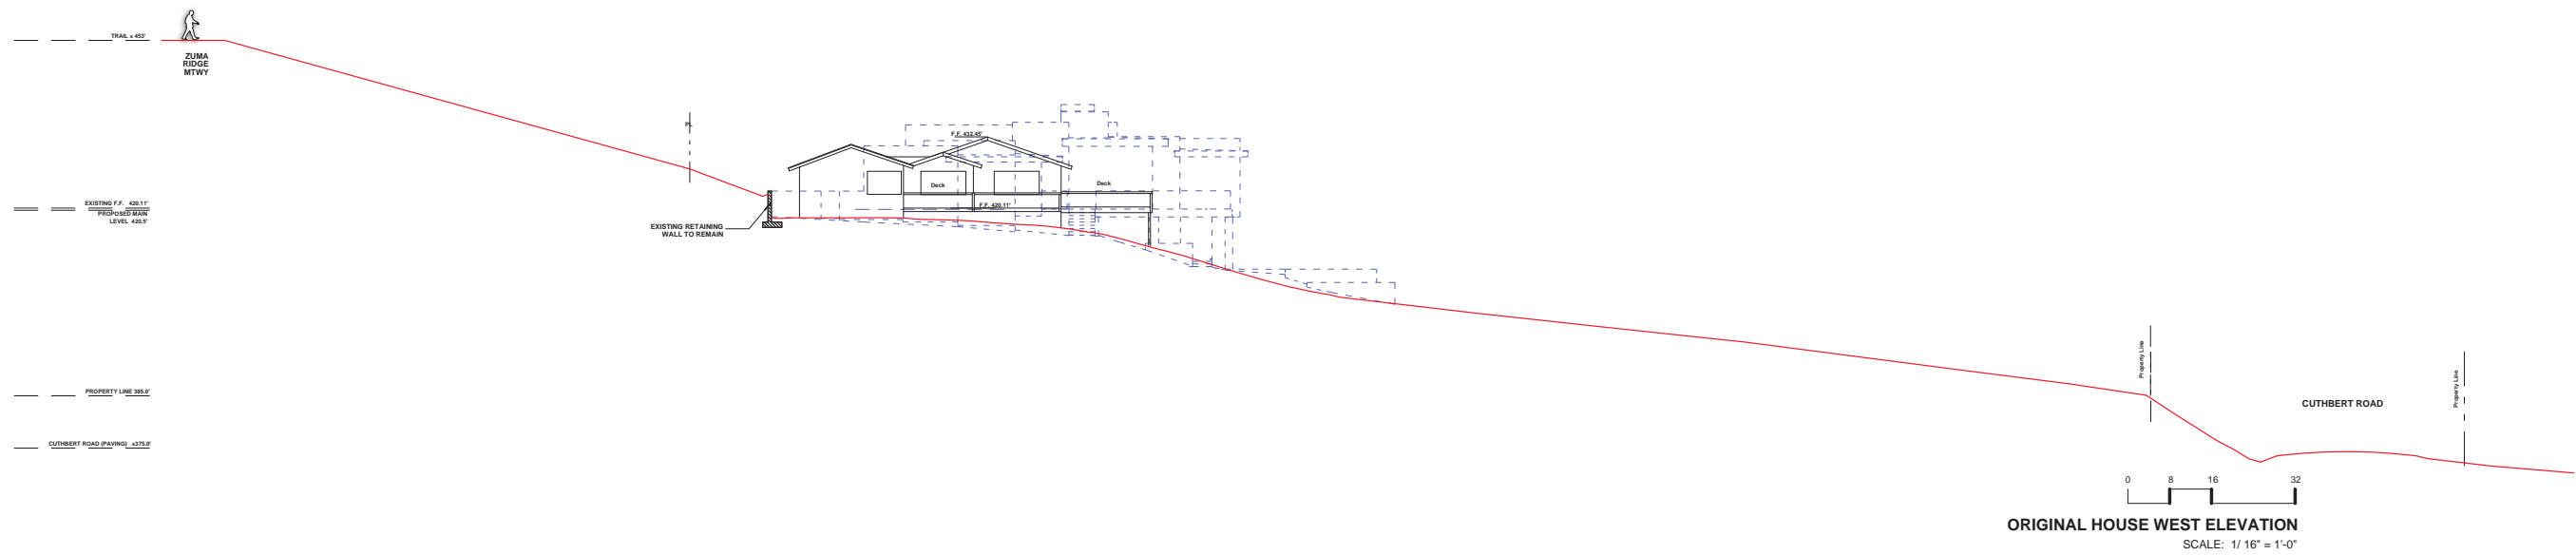 TRAIL ± 453'
ZUMA
RIDGE
MTWY
PL
F.F. 432.45'
Deck
Deck
F.F. 420.11'
EXISTING F.F. 420.11'
PROPOSED MAIN
LEVEL 420.5'
EXISTING RETAINING
WALL TO REMAIN
Property Line
Property Line
PROPERTY LINE 385.0'
CUTHBERT ROAD
CUTHBERT ROAD (PAVING) ±375.0'
0 8 16 32
ORIGINAL HOUSE WEST ELEVATION
SCALE: 1/ 16" = 1'-0"